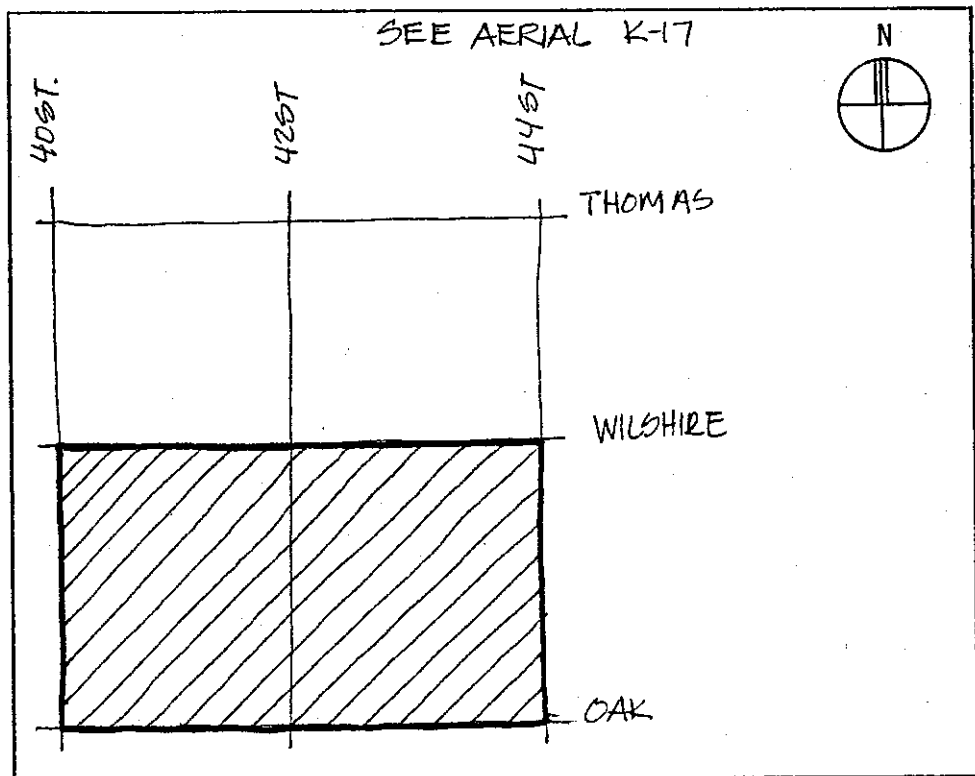 SEE AERIAL K-17
N
40ST.
42ST
44ST
THOMAS
WILSHIRE
OAK